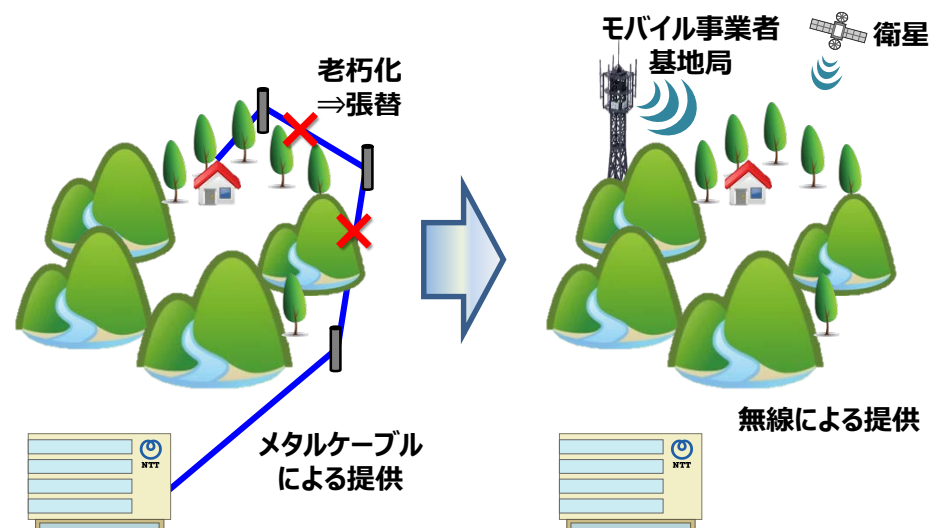 老朽化
⇒張替
メタルケーブル
による提供
NTT
モバイル事業者
基地局
衛星
無線による提供
NTT